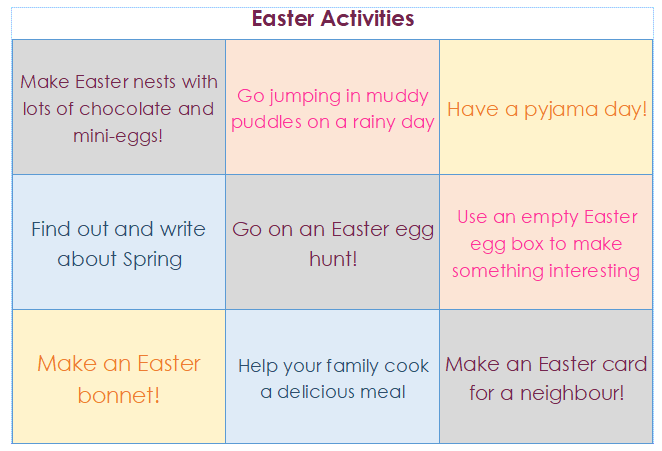 Easter Activities
Make Easter nests with
lots of chocolate and
mini-eggs!
Go jumping in muddy
puddles on a rainy day
Have a pyjama day!
Find out and write
about Spring
Go on an Easter egg
hunt!
Use an empty Easter
egg box to make
something interesting
Make an Easter
bonnet!
Help your family cook
a delicious meal
Make an Easter card
for a neighbour!